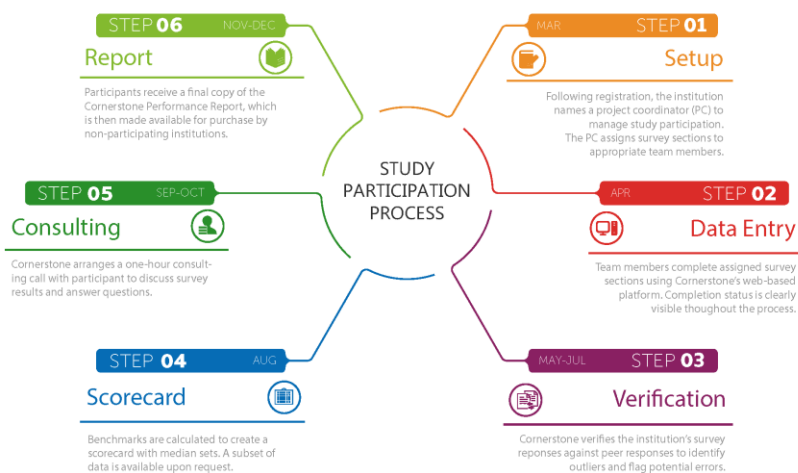 STUDY
PARTICIPATION
PROCESS
MAR STEP 01
Setup
Following registration, the institution
names a project coordinator (PC) to
manage study participation.
The PC assigns survey sections to
appropriate team members.
APR STEP 02
Data Entry
Team members complete assigned survey
sections using Cornerstone's web-based
platform. Completion status is clearly
visible thoughout the process.
MAY-JUL STEP 03
Verification
Cornerstone verifies the institution's survey
reponses against peer responses to identify
outliers and flag potential errors.
STEP 04 AUG
Scorecard
Benchmarks are calculated to create a
scorecard with median sets. A subset of
data is available upon request.
STEP 05 SEP-OCT
Consulting
Cornerstone arranges a one-hour consult-
ing call with participant to discuss survey
results and answer questions.
STEP 06 NOV-DEC
Report
Participants receive a final copy of the
Cornerstone Performance Report, which
is then made available for purchase by
non-participating institutions.